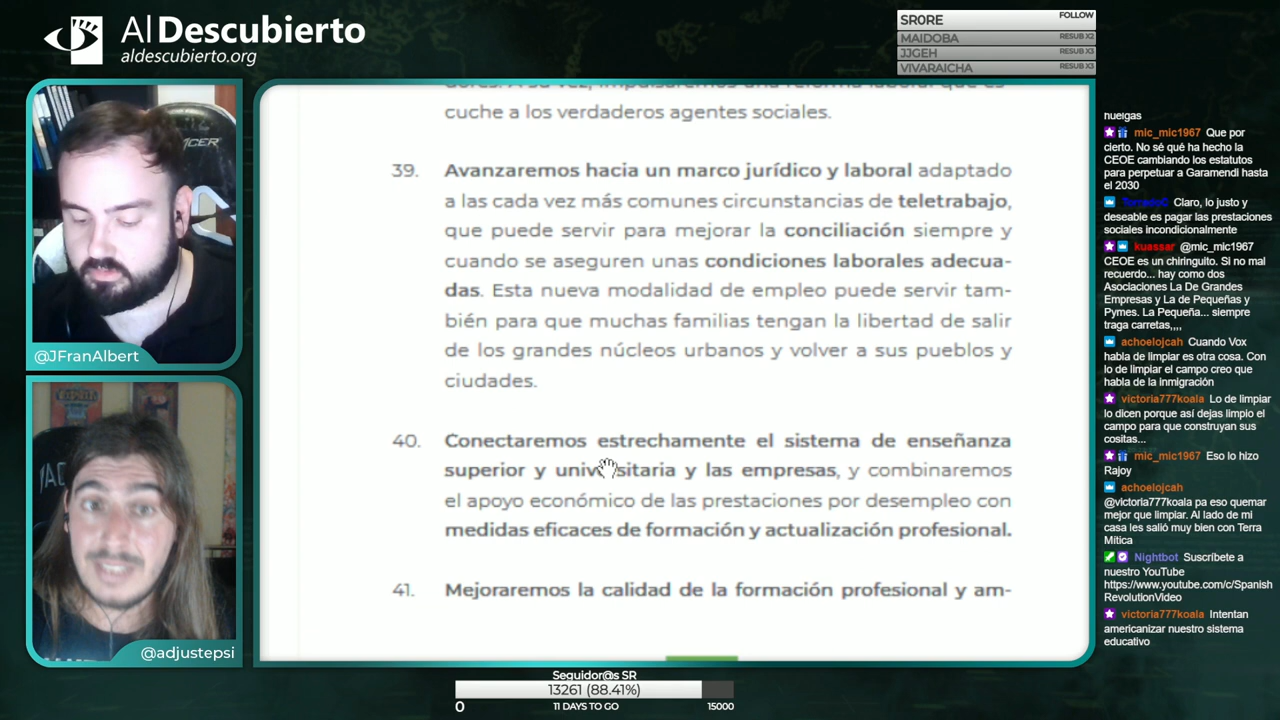 Al Descubierto
aldescubierto.org
SR0RE FOLLOW
MAIDOBA RESUB X2
JJGEH RESUB X3
VIVARAICHA RESUB X3
@JFranAlbert
@adjustepsi
cuche a los verdaderos agentes sociales.
39. Avanzaremos hacia un marco jurídico y laboral adaptado
a las cada vez más comunes circunstancias de teletrabajo,
que puede servir para mejorar la conciliación siempre y
cuando se aseguren unas condiciones laborales adecua-
das. Esta nueva modalidad de empleo puede servir tam-
bién para que muchas familias tengan la libertad de salir
de los grandes núcleos urbanos y volver a sus pueblos y
ciudades.
40. Conectaremos estrechamente el sistema de enseñanza
superior y universitaria y las empresas, y combinaremos
el apoyo económico de las prestaciones por desempleo con
medidas eficaces de formación y actualización profesional.
41. Mejoraremos la calidad de la formación profesional y am-
Seguidor@s SR
13261 (88.41%)
0 11 DAYS TO GO 15000
nueigas
mic_mic1967 Que por
cierto. No sé qué ha hecho la
CEOE cambiando los estatutos
para perpetuar a Garamendi hasta
el 2030
Claro, lo justo y
deseable es pagar las prestaciones
sociales incondicionalmente
kuassar @mic_mic1967
CEOE es un chiringuito. Si no mal
recuerdo... hay como dos
Asociaciones La De Grandes
Empresas y La de Pequeñas y
Pymes. La Pequeña... siempre
traga carretas,,,,
achoelojcah Cuando Vox
habla de limpiar es otra cosa. Con
lo de limpiar el campo creo que
habla de la inmigración
victoria777koala Lo de limpiar
lo dicen porque así dejas limpio el
campo para que construyan sus
cositas...
mic_mic1967 Eso lo hizo
Rajoy
achoelojcah
@victoria777koala pa eso quemar
mejor que limpiar. Al lado de mi
casa les salió muy bien con Terra
Mítica
Nightbot Suscríbete a
nuestro YouTube
https://www.youtube.com/c/Spanish
RevolutionVideo
victoria777koala Intentan
americanizar nuestro sistema
educativo